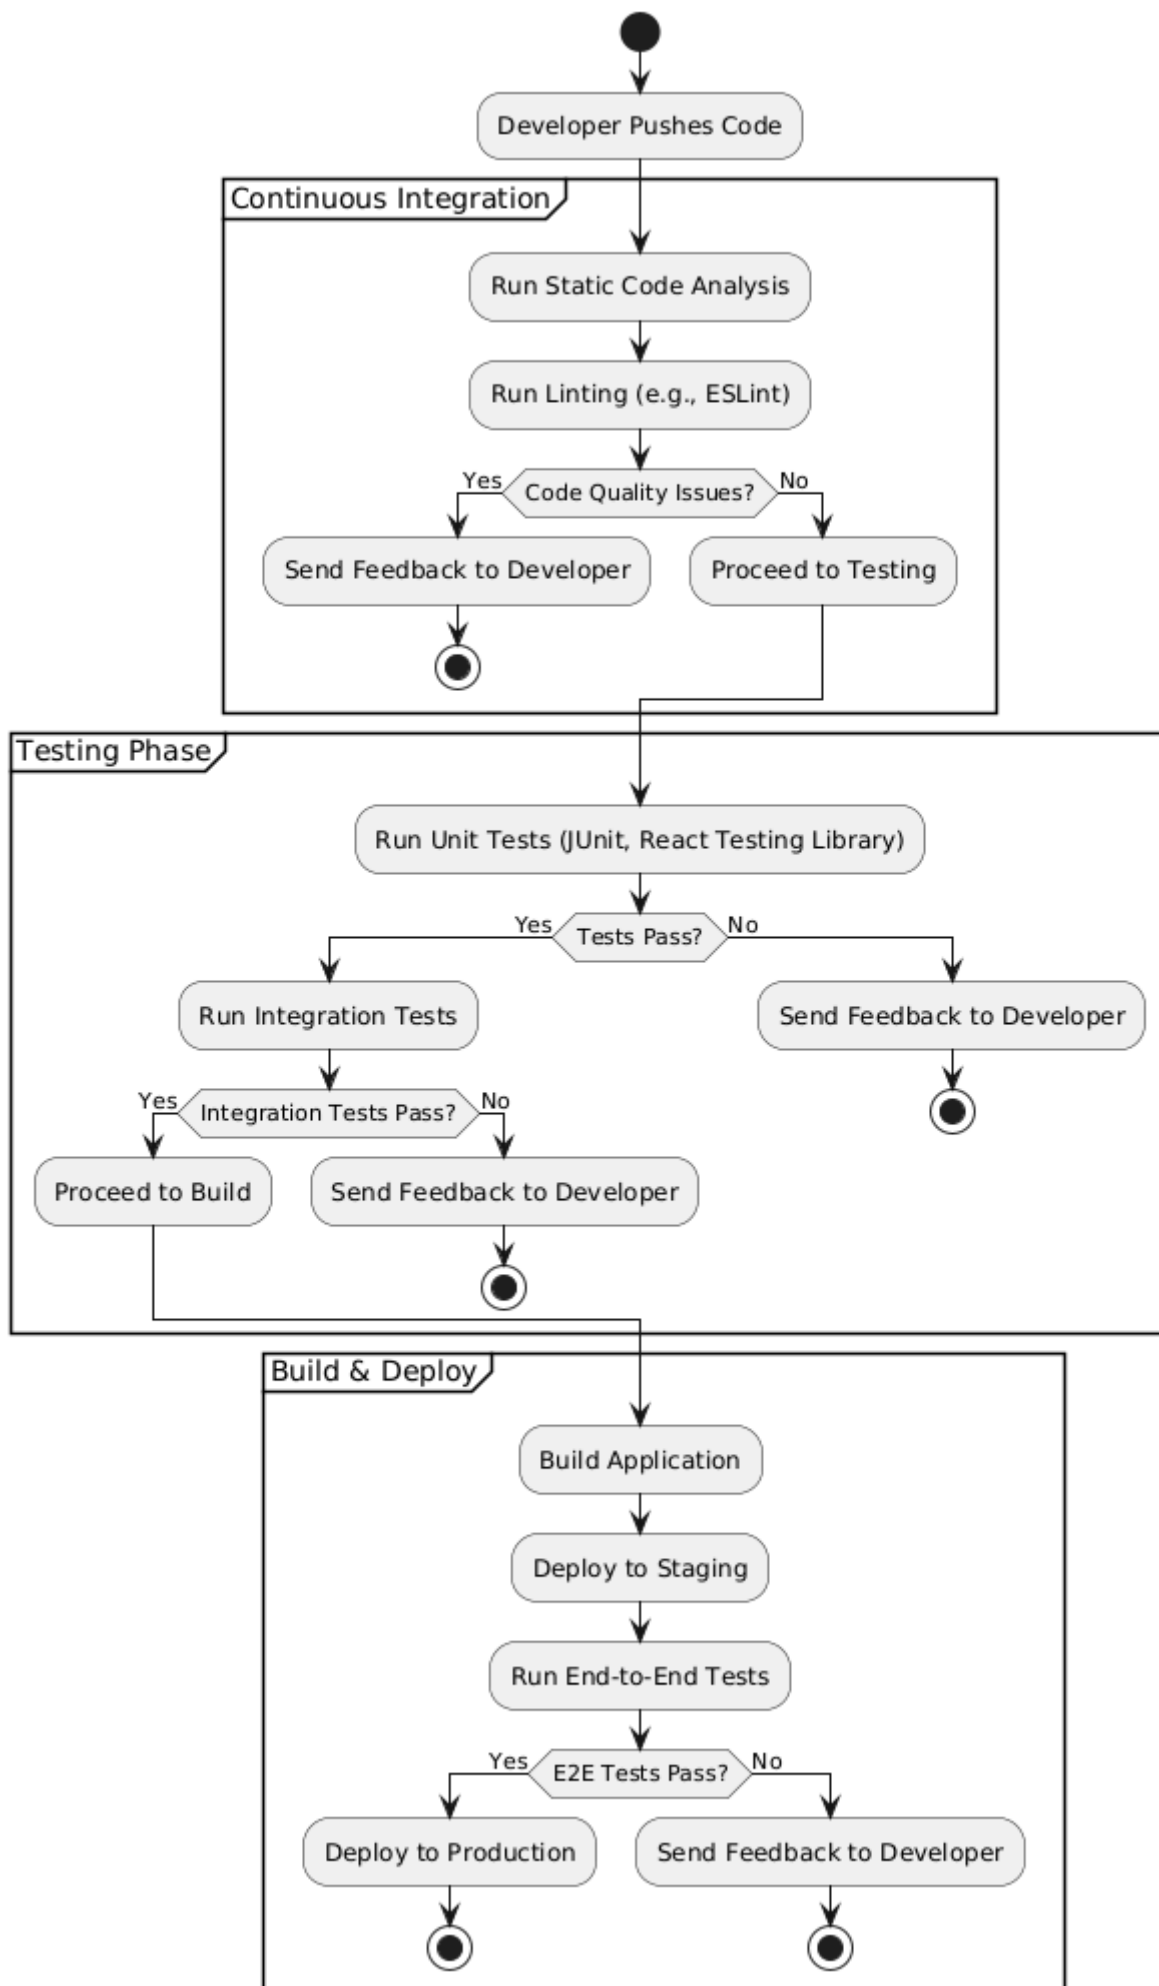 Developer Pushes Code
Continuous Integration
Run Static Code Analysis
Run Linting (e.g., ESLint)
Yes
Code Quality Issues?
No
Send Feedback to Developer
Proceed to Testing
Testing Phase
Run Unit Tests (JUnit, React Testing Library)
Yes
Tests Pass?
No
Run Integration Tests
Send Feedback to Developer
Yes
Integration Tests Pass?
No
Proceed to Build
Send Feedback to Developer
Build & Deploy
Build Application
Deploy to Staging
Run End-to-End Tests
Yes
E2E Tests Pass?
No
Deploy to Production
Send Feedback to Developer